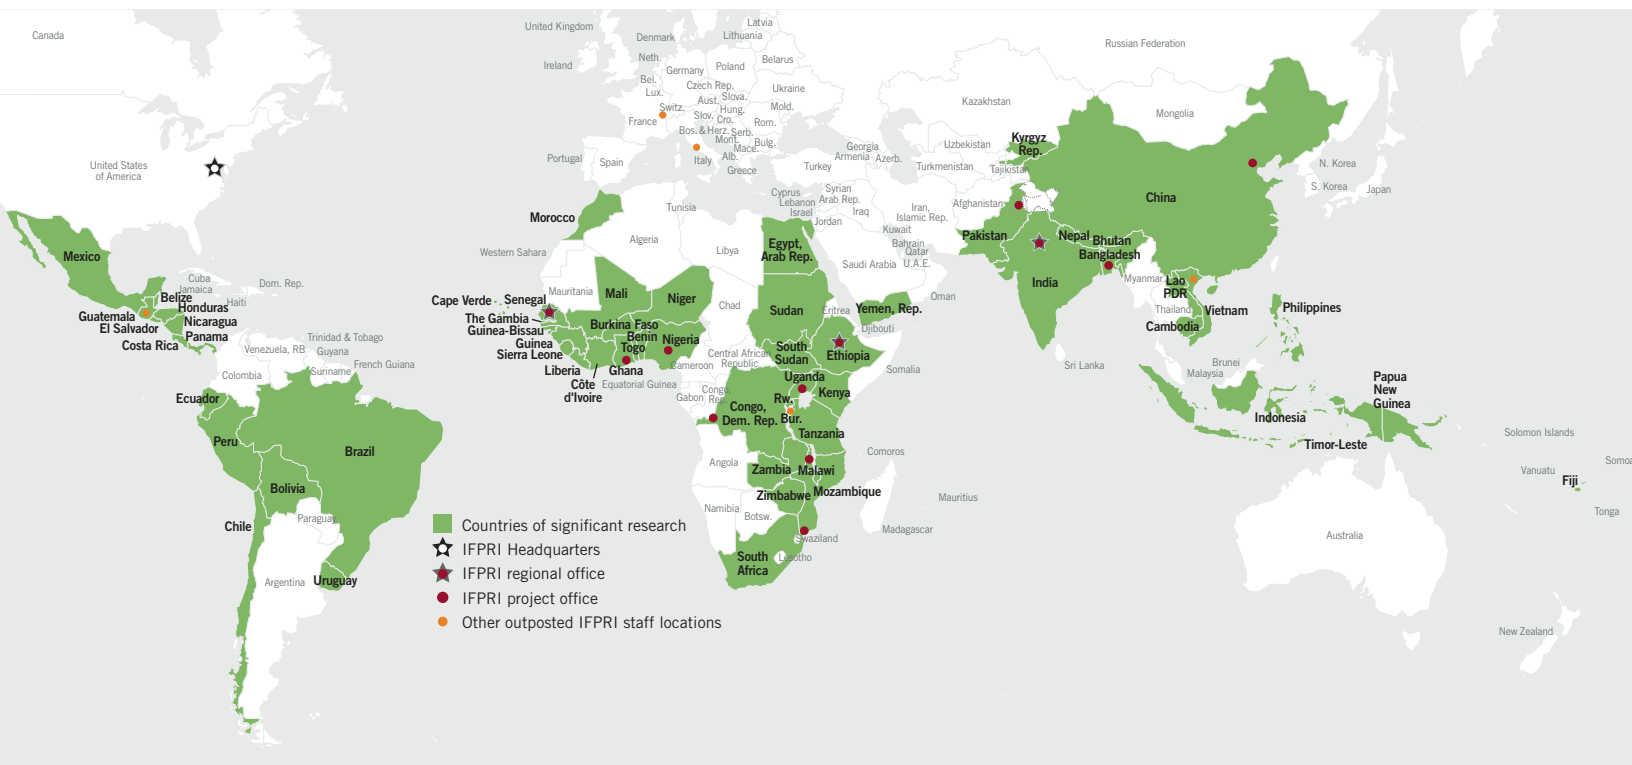 Canada
United States
of America
Mexico
Cuba
Jamaica
Haiti
Dom. Rep.
Belize
Honduras
Guatemala
El Salvador
Nicaragua
Costa Rica
Panama
Trinidad & Tobago
Venezuela, RB
Guyana
Suriname
French Guiana
Colombia
Ecuador
Peru
Brazil
Bolivia
Chile
Paraguay
Argentina
Uruguay
United Kingdom
Ireland
Denmark
Neth.
Bel.
Lux.
Germany
Poland
Latvia
Lithuania
Belarus
Ukraine
Czech Rep.
Slova.
Aust.
Hung.
Mold.
Switz.
France
Slov.
Cro.
Rom.
Bos. & Herz.
Serb.
Mont.
Bulg.
Mace.
Alb.
Italy
Greece
Portugal
Spain
Turkey
Georgia
Armenia
Azerb.
Russian Federation
Kazakhstan
Mongolia
Uzbekistan
Turkmenistan
Kyrgyz
Rep.
Tajikistan
Afghanistan
China
N. Korea
S. Korea
Japan
Cyprus
Lebanon
Israel
Syrian
Arab Rep.
Iraq
Jordan
Iran,
Islamic Rep.
Kuwait
Bahrain
Qatar
U.A.E.
Saudi Arabia
Oman
Yemen, Rep.
Pakistan
Nepal
Bhutan
Bangladesh
India
Sri Lanka
Myanmar
Lao
PDR
Thailand
Vietnam
Cambodia
Philippines
Brunei
Malaysia
Indonesia
Timor-Leste
Papua
New
Guinea
Solomon Islands
Vanuatu
Samoa
Fiji
Tonga
Australia
New Zealand
Morocco
Tunisia
Algeria
Libya
Egypt,
Arab Rep.
Western Sahara
Mauritania
Mali
Niger
Chad
Sudan
Eritrea
Djibouti
Ethiopia
Somalia
Cape Verde
Senegal
The Gambia
Guinea-Bissau
Guinea
Sierra Leone
Liberia
Côte
d'Ivoire
Burkina Faso
Benin
Togo
Ghana
Nigeria
Cameroon
Central African
Republic
South
Sudan
Equatorial Guinea
Gabon
Congo,
Rep.
Congo,
Dem. Rep.
Uganda
Kenya
Rw.
Bur.
Tanzania
Angola
Zambia
Malawi
Mozambique
Zimbabwe
Namibia
Botsw.
Swaziland
Lesotho
South
Africa
Comoros
Madagascar
Mauritius
Countries of significant research
IFPRI Headquarters
IFPRI regional office
IFPRI project office
Other outposted IFPRI staff locations